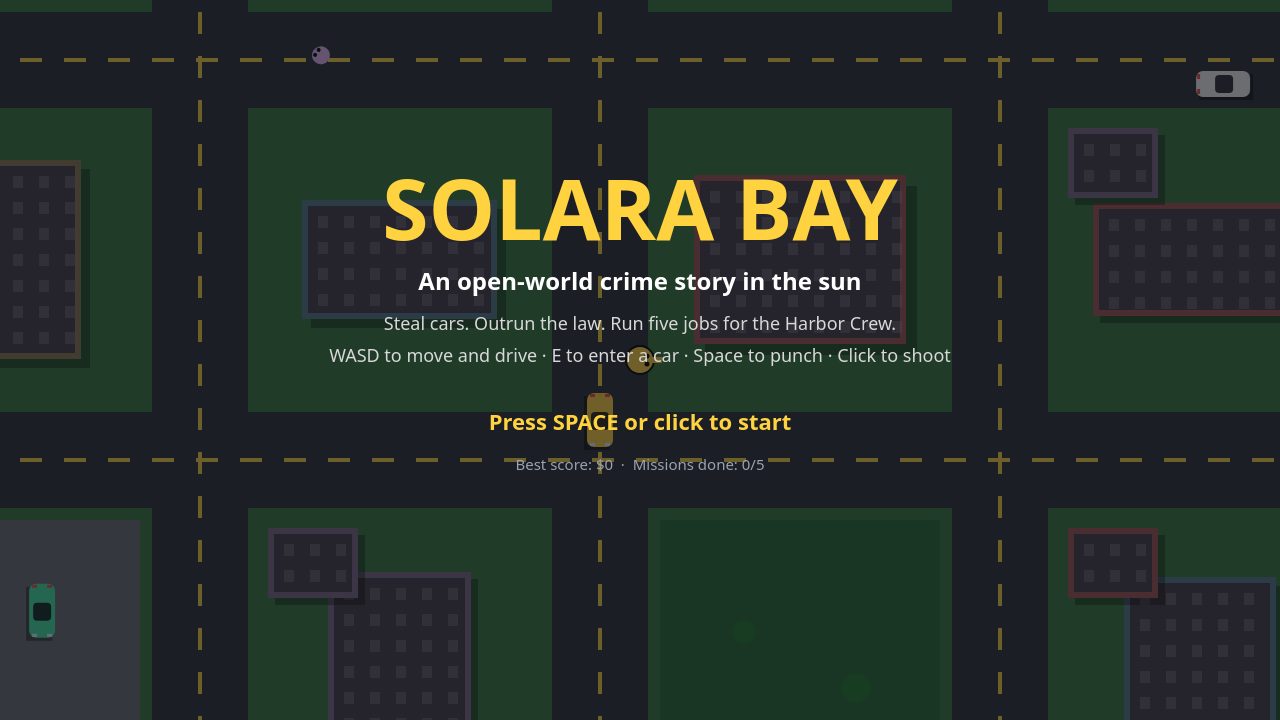 SOLARA BAY
An open-world crime story in the sun
Steal cars. Outrun the law. Run five jobs for the Harbor Crew.
WASD to move and drive · E to enter a car · Space to punch · Click to shoot
Press SPACE or click to start
Best score: $0 · Missions done: 0/5